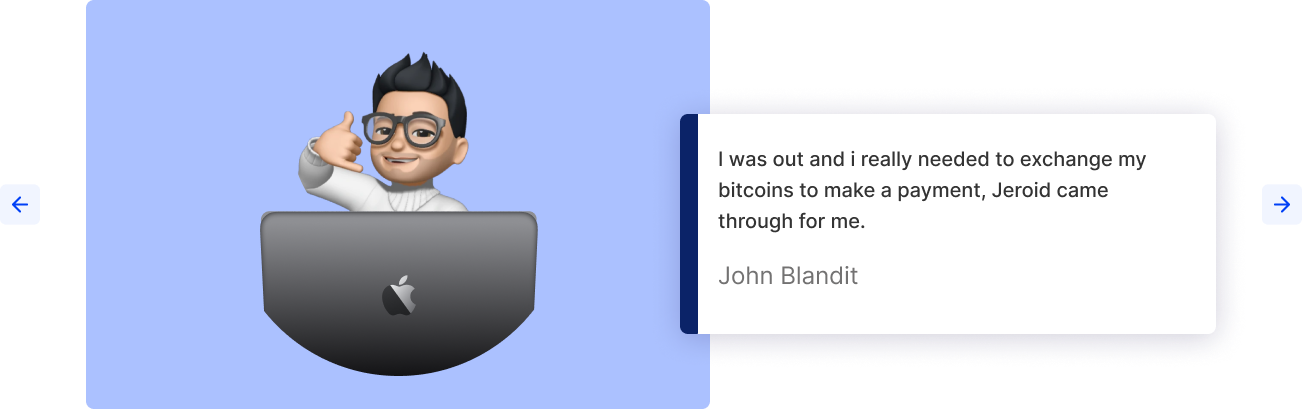 I was out and i really needed to exchange my
bitcoins to make a payment, Jeroid came
through for me.
John Blandit